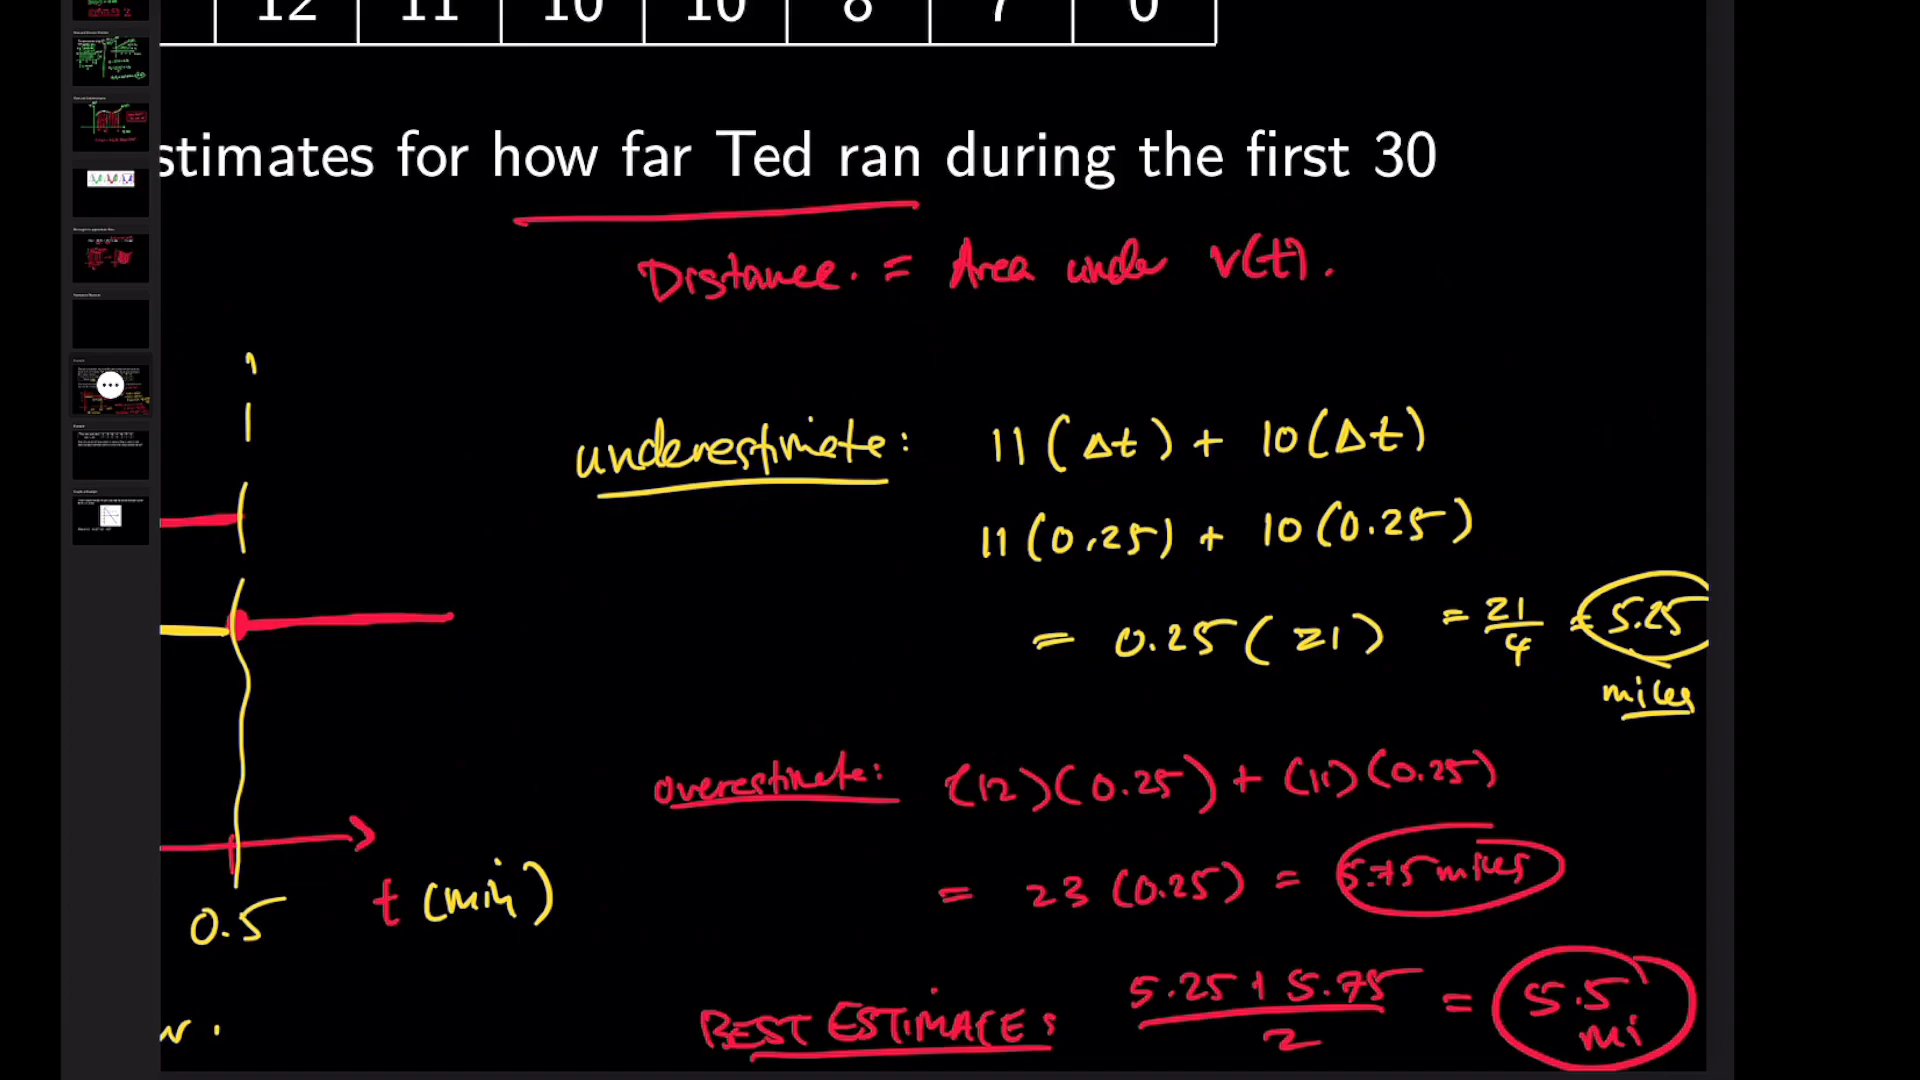 12 11 10 10 8 7 0
stimates for how far Ted ran during the first 30
Distance. = Area under v(t).
underestimate: 11 (Δt) + 10 (Δt)
11 (0.25) + 10 (0.25)
= 0.25 (21) = 21/4 = 5.25
miles
overestimate: (12)(0.25) + (11)(0.25)
= 23 (0.25) = 5.75 miles
0.5 t (min)
BEST ESTIMATE: 5.25 + 5.75 / 2 = 5.5 mi